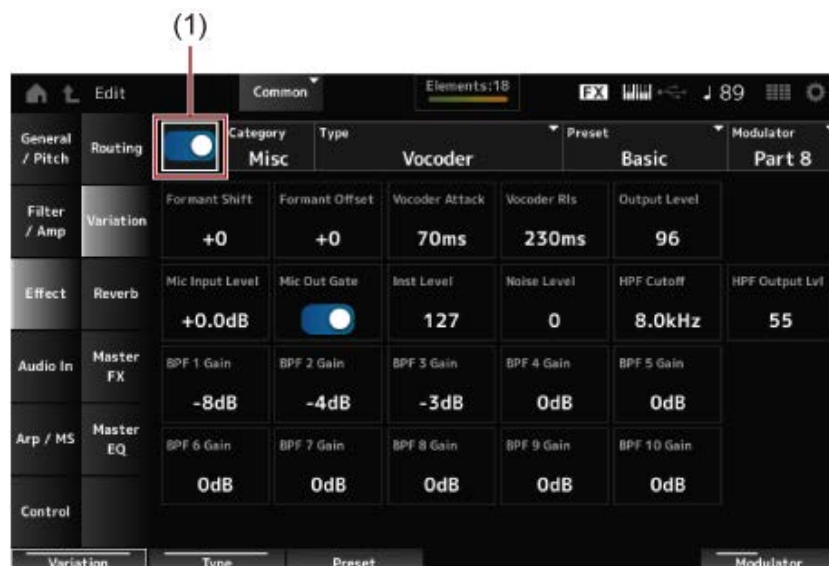 (1)
Edit Common Elements:18 FX 89
General / Pitch Routing Category Misc Type Vocoder Preset Basic Modulator Part 8
Filter / Amp Variation Formant Shift +0 Formant Offset +0 Vocoder Attack 70ms Vocoder Rls 230ms Output Level 96
Effect Reverb Mic Input Level +0.0dB Mic Out Gate Inst Level 127 Noise Level 0 HPF Cutoff 8.0kHz HPF Output Lvl 55
Audio In Master FX BPF 1 Gain -8dB BPF 2 Gain -4dB BPF 3 Gain -3dB BPF 4 Gain 0dB BPF 5 Gain 0dB
Arp / MS Master EQ BPF 6 Gain 0dB BPF 7 Gain 0dB BPF 8 Gain 0dB BPF 9 Gain 0dB BPF 10 Gain 0dB
Control
Variation Type Preset Modulator